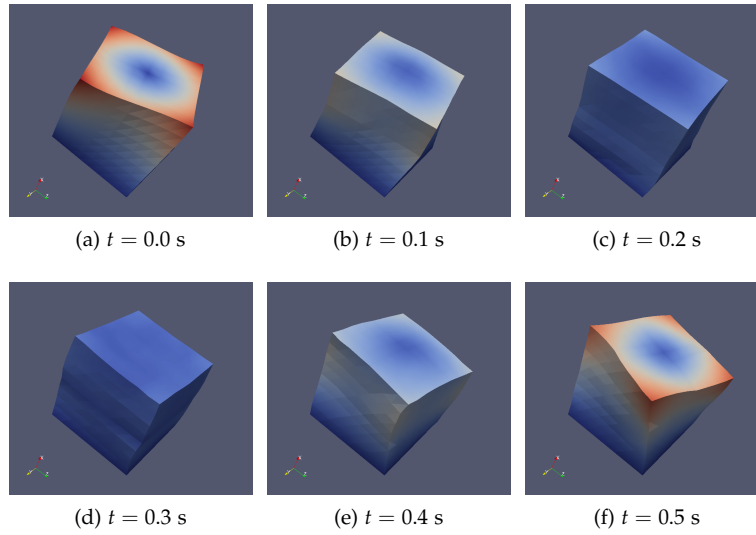 (a) t = 0.0 s
(b) t = 0.1 s
(c) t = 0.2 s
(d) t = 0.3 s
(e) t = 0.4 s
(f) t = 0.5 s